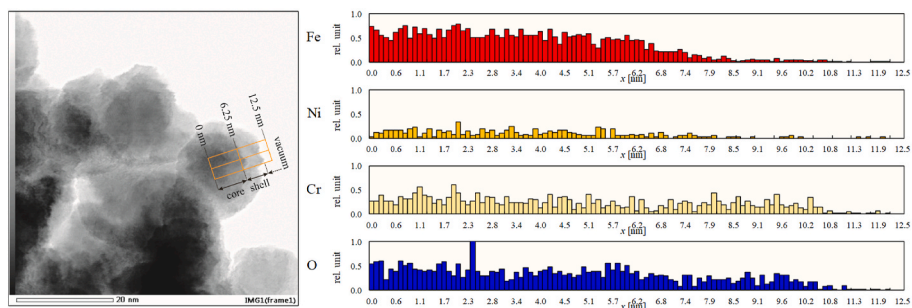 0 nm
6.25 nm
12.5 nm
vacuum
core
shell
20 nm
IMG1(frame1)
Fe
rel. unit
1.0
0.5
0.0
0.0 0.6 1.1 1.7 2.3 2.8 3.4 4.0 4.5 5.1 5.7 6.2 6.8 7.4 7.9 8.5 9.1 9.6 10.2 10.8 11.3 11.9 12.5
x [nm]
Ni
rel. unit
1.0
0.5
0.0
0.0 0.6 1.1 1.7 2.3 2.8 3.4 4.0 4.5 5.1 5.7 6.2 6.8 7.4 7.9 8.5 9.1 9.6 10.2 10.8 11.3 11.9 12.5
x [nm]
Cr
rel. unit
1.0
0.5
0.0
0.0 0.6 1.1 1.7 2.3 2.8 3.4 4.0 4.5 5.1 5.7 6.2 6.8 7.4 7.9 8.5 9.1 9.6 10.2 10.8 11.3 11.9 12.5
x [nm]
O
rel. unit
1.0
0.5
0.0
0.0 0.6 1.1 1.7 2.3 2.8 3.4 4.0 4.5 5.1 5.7 6.2 6.8 7.4 7.9 8.5 9.1 9.6 10.2 10.8 11.3 11.9 12.5
x [nm]